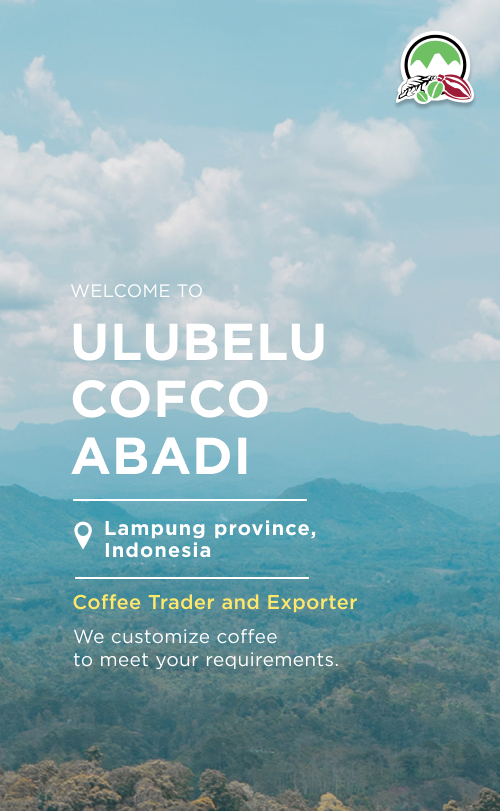 WELCOME TO
ULUBELU
COFCO
ABADI
Lampung province,
Indonesia
Coffee Trader and Exporter
We customize coffee
to meet your requirements.